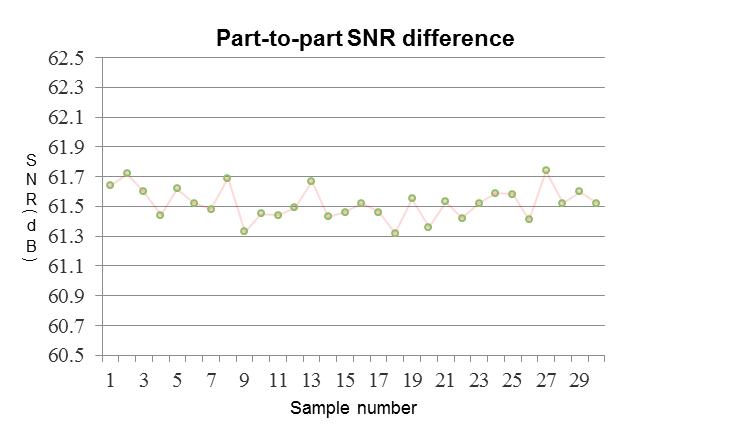 Part-to-part SNR difference
62.5
62.3
62.1
61.9
61.7
61.5
61.3
61.1
60.9
60.7
60.5
SNR(dB)
1 3 5 7 9 11 13 15 17 19 21 23 25 27 29
Sample number